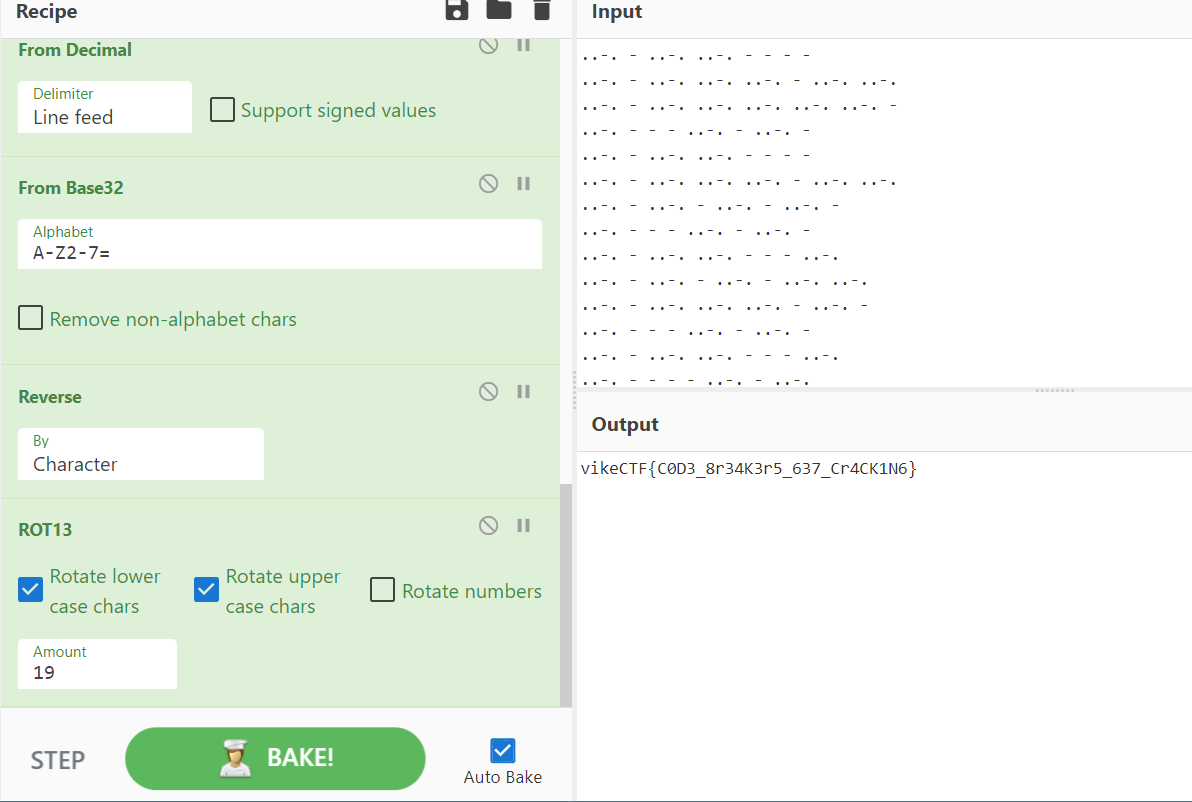 Recipe
From Decimal
Delimiter
Line feed
Support signed values
From Base32
Alphabet
A-Z2-7=
Remove non-alphabet chars
Reverse
By
Character
ROT13
Rotate lower case chars
Rotate upper case chars
Rotate numbers
Amount
19
STEP
BAKE!
Auto Bake
Input
..-. - ..-. ..-. - - - -
..-. - ..-. ..-. ..-. - ..-. ..-.
..-. - ..-. ..-. ..-. ..-. ..-. -
..-. - - - ..-. - ..-. -
..-. - ..-. ..-. - - - -
..-. - ..-. ..-. ..-. - ..-. ..-.
..-. - ..-. - ..-. - ..-. -
..-. - - - ..-. - ..-. -
..-. - ..-. ..-. - - - ..-.
..-. - ..-. - ..-. - ..-. ..-.
..-. - ..-. ..-. ..-. - ..-. -
..-. - - - ..-. - ..-. -
..-. - ..-. ..-. - - - ..-.
..-. - - - - ..-. - ..-.
Output
vikeCTF{C0D3_8r34K3r5_637_Cr4CK1N6}